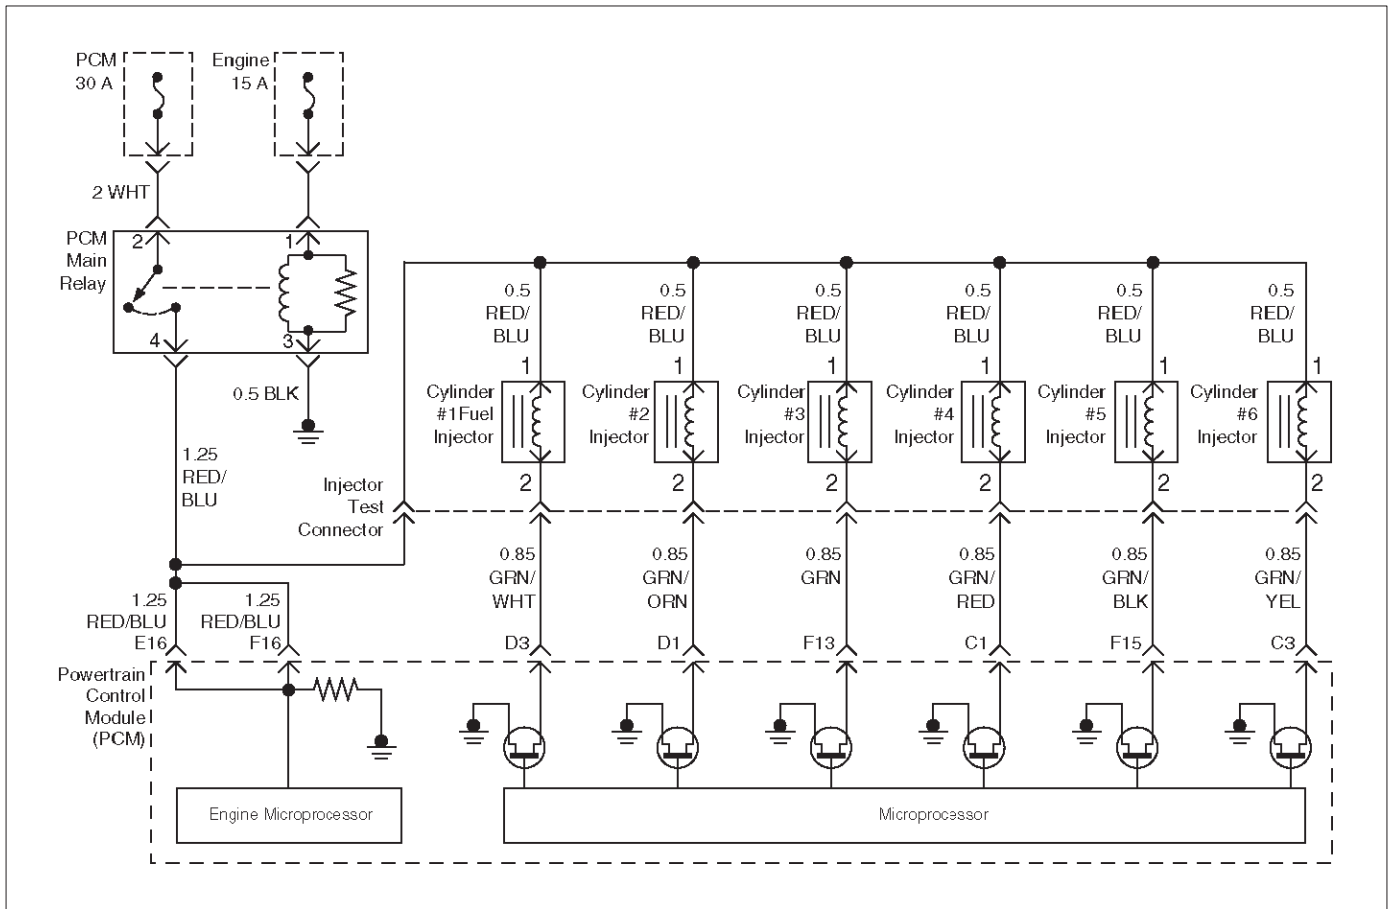 PCM
30 A
Engine
15 A
2 WHT
PCM
Main
Relay
2
1
4
3
0.5 BLK
1.25
RED/
BLU
0.5
RED/
BLU
0.5
RED/
BLU
0.5
RED/
BLU
0.5
RED/
BLU
0.5
RED/
BLU
0.5
RED/
BLU
1
1
1
1
1
1
Cylinder
#1Fuel
Injector
Cylinder
#2
Injector
Cylinder
#3
Injector
Cylinder
#4
Injector
Cylinder
#5
Injector
Cylinder
#6
Injector
2
2
2
2
2
2
Injector
Test
Connector
0.85
GRN/
WHT
0.85
GRN/
ORN
0.85
GRN
0.85
GRN/
RED
0.85
GRN/
BLK
0.85
GRN/
YEL
1.25
RED/BLU
E16
1.25
RED/BLU
F16
D3
D1
F13
C1
F15
C3
Powertrain
Control
Module
(PCM)
Engine Microprocessor
Microprocessor